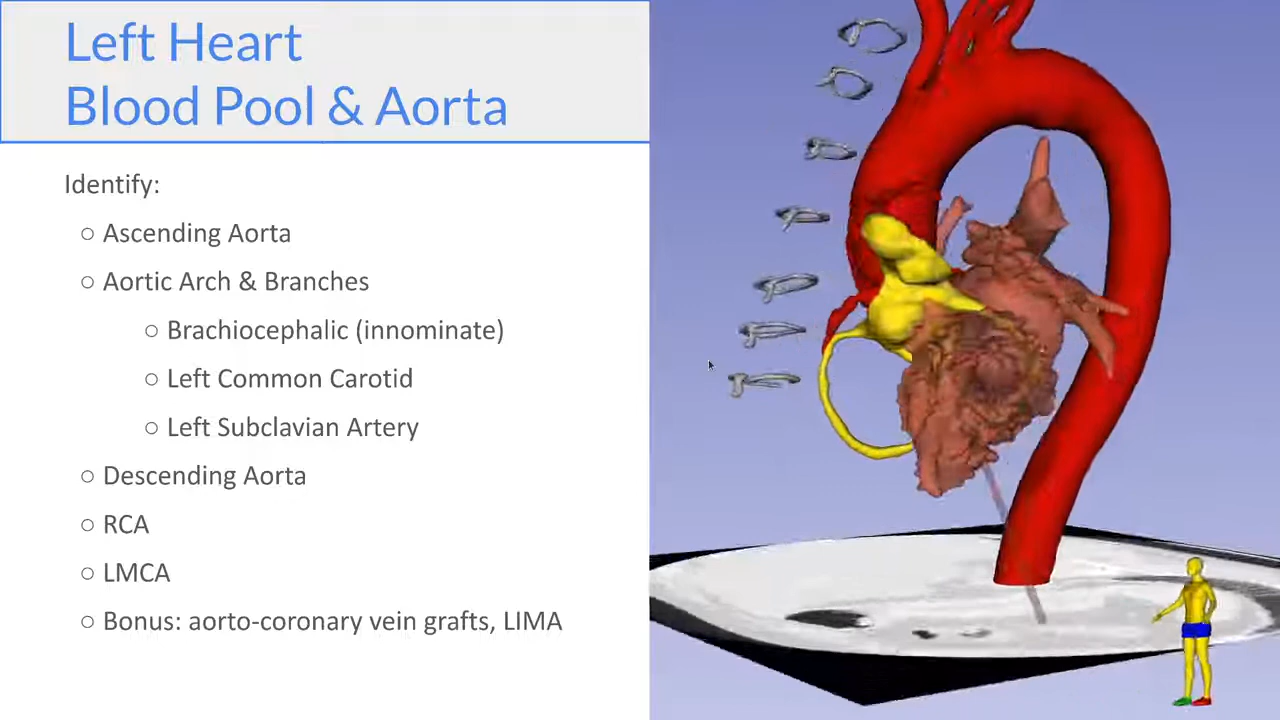 Left Heart
Blood Pool & Aorta
Identify:
○ Ascending Aorta
○ Aortic Arch & Branches
○ Brachiocephalic (innominate)
○ Left Common Carotid
○ Left Subclavian Artery
○ Descending Aorta
○ RCA
○ LMCA
○ Bonus: aorto-coronary vein grafts, LIMA